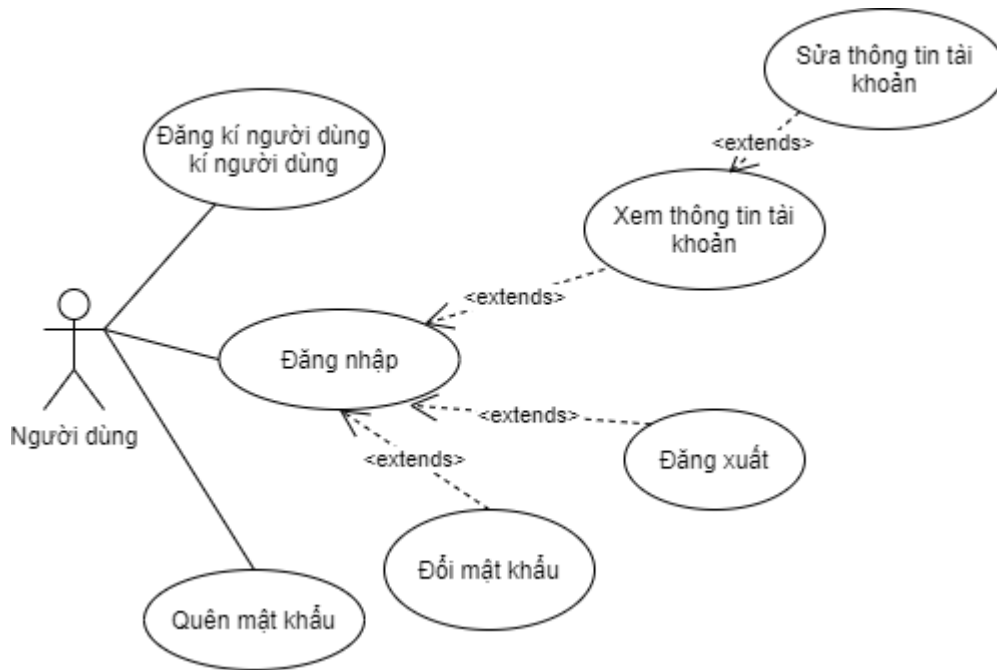 Sửa thông tin tài
khoản
Đăng kí người dùng
kí người dùng
<extends>
Xem thông tin tài
khoản
<extends>
Đăng nhập
<extends>
Người dùng
<extends>
Đăng xuất
Đổi mật khẩu
Quên mật khẩu